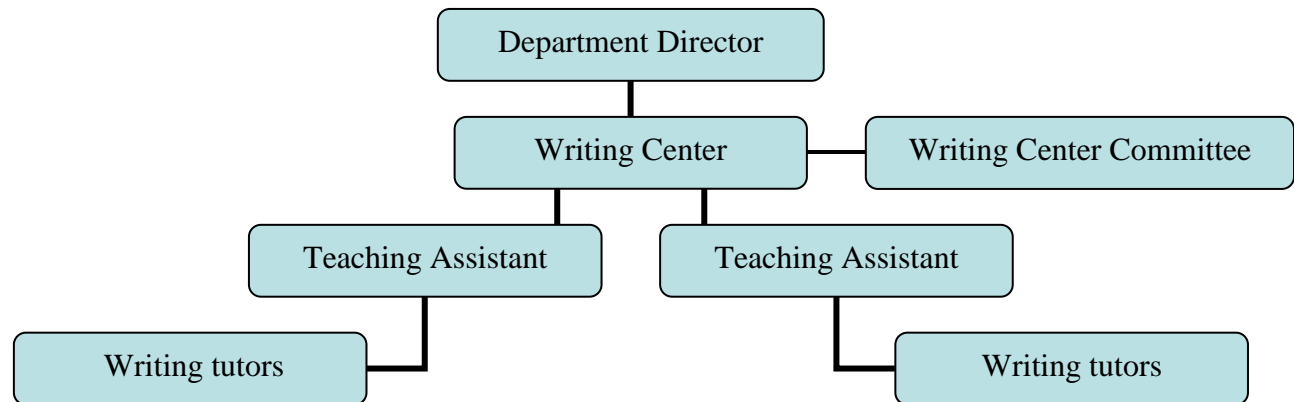 Department Director
Writing Center
Writing Center Committee
Teaching Assistant
Teaching Assistant
Writing tutors
Writing tutors